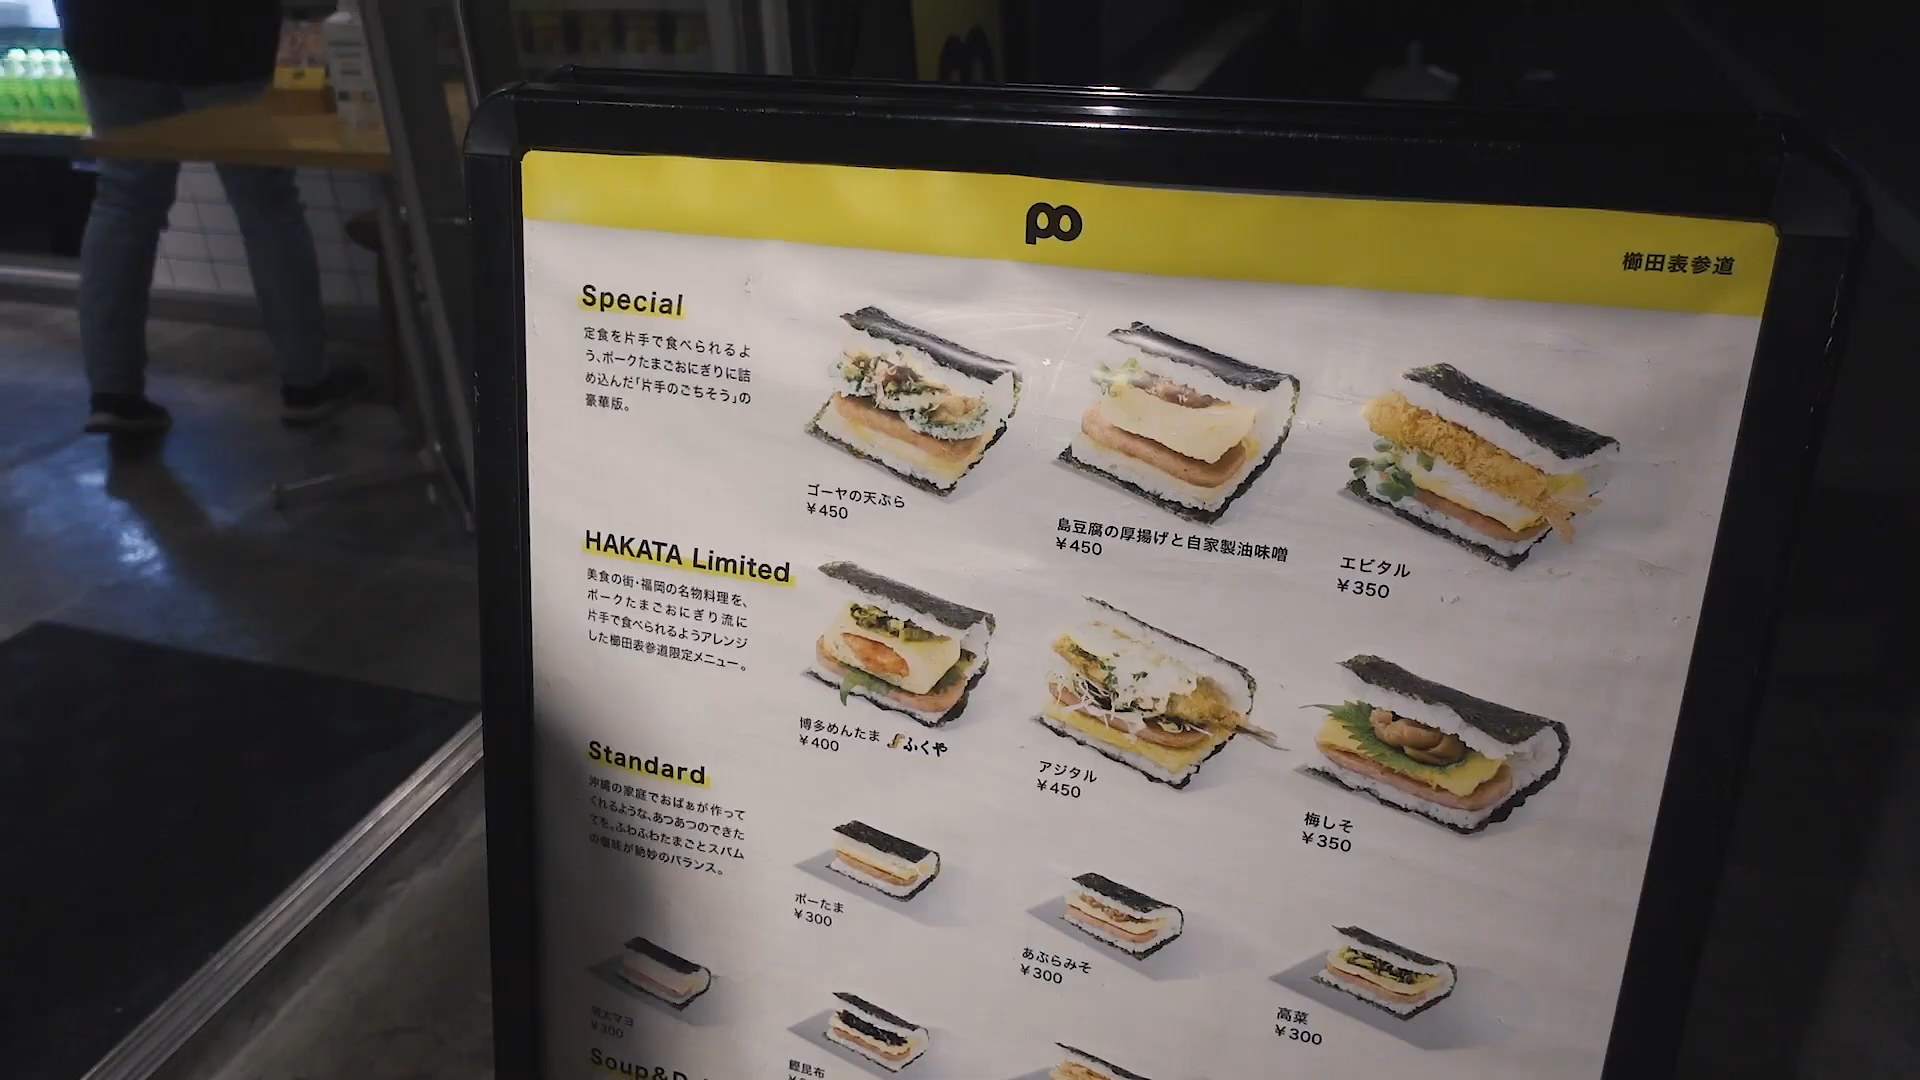 po
櫛田表参道
Special
定食を片手で食べられるよ
う、ポークたまごおにぎりに詰
め込んだ「片手のごちそう」の
豪華版。
ゴーヤの天ぷら
¥450
島豆腐の厚揚げと自家製油味噌
¥450
エビタル
¥350
HAKATA Limited
美食の街・福岡の名物料理を、
ポークたまごおにぎり流に
片手で食べられるようアレンジ
した櫛田表参道限定メニュー。
博多めんたま ふくや
¥400
アジタル
¥450
梅しそ
¥350
Standard
沖縄の家庭でおばぁが作って
くれるような、あつあつのできた
てを。ふわふわたまごとスパム
の塩味が絶妙のバランス。
ポーたま
¥300
あぶらみそ
¥300
高菜
¥300
明太マヨ
¥300
鰹昆布
Soup&